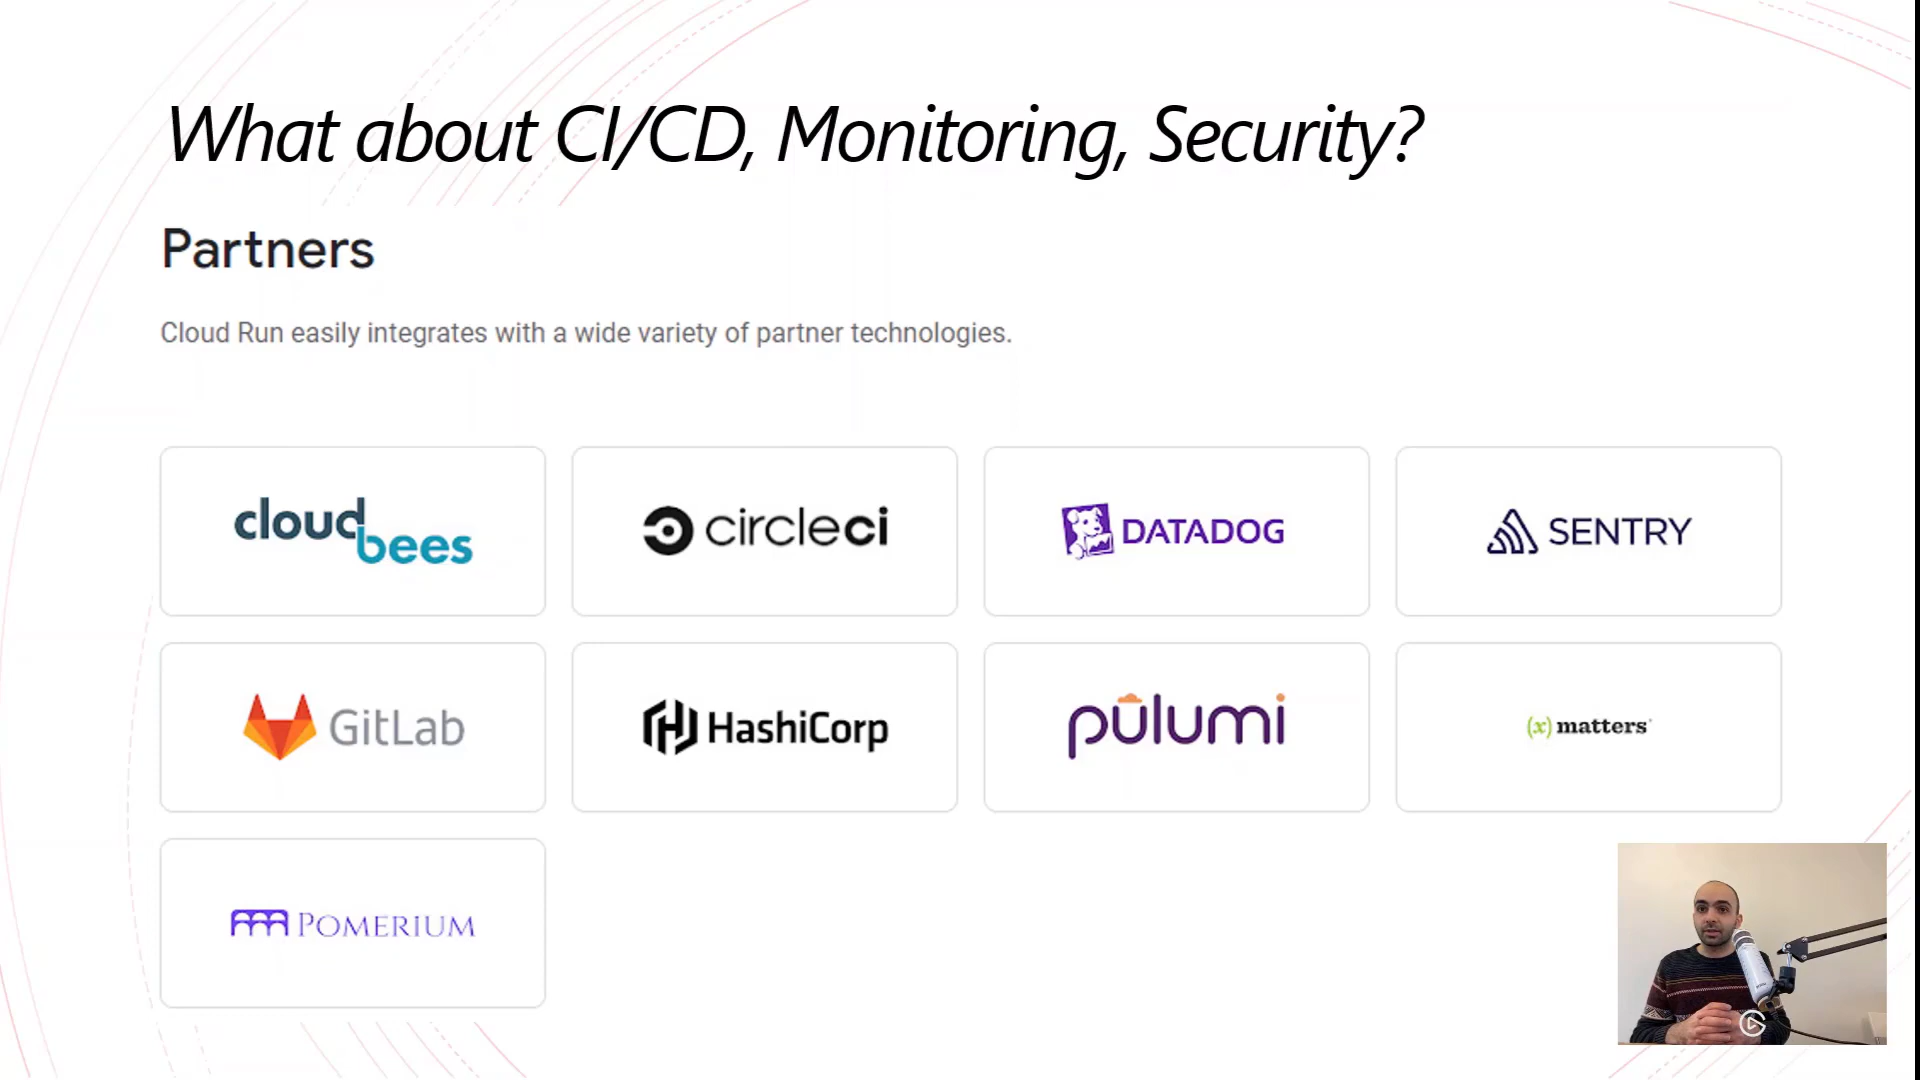 What about CI/CD, Monitoring, Security?
Partners
Cloud Run easily integrates with a wide variety of partner technologies.
cloudbees
circleci
DATADOG
SENTRY
GitLab
HashiCorp
pulumi
(x) matters
POMERIUM